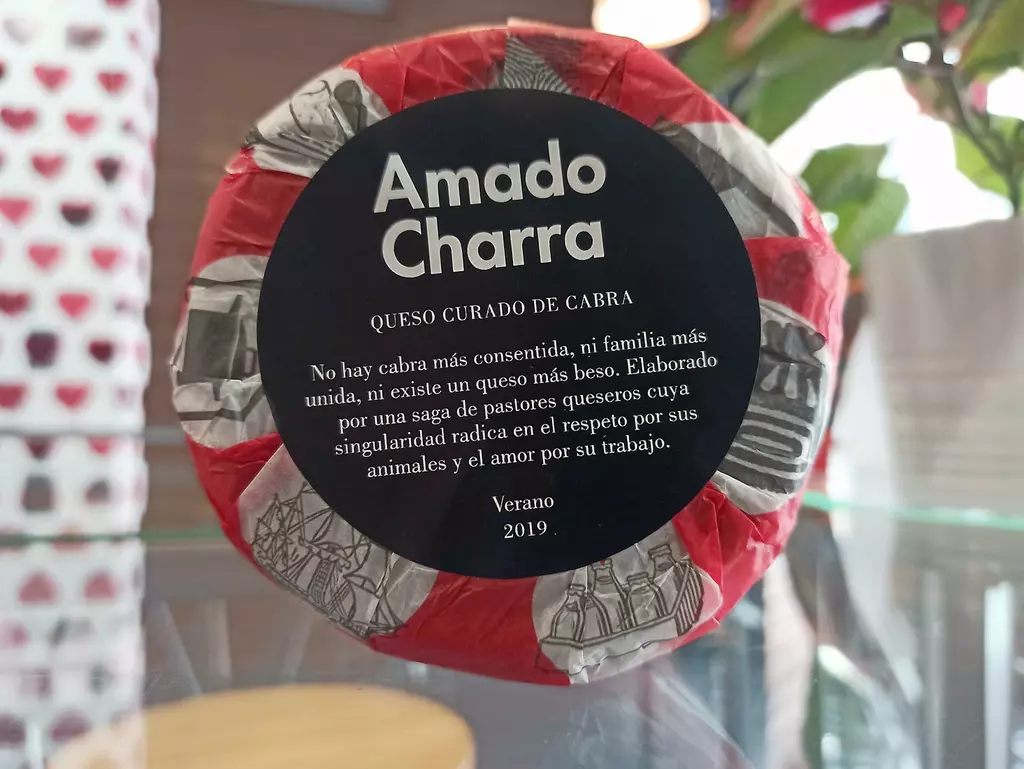 Amado
Charra
QUESO CURADO DE CABRA
No hay cabra más consentida, ni familia más
unida, ni existe un queso más beso. Elaborado
por una saga de pastores queseros cuya
singularidad radica en el respeto por sus
animales y el amor por su trabajo.
Verano
2019